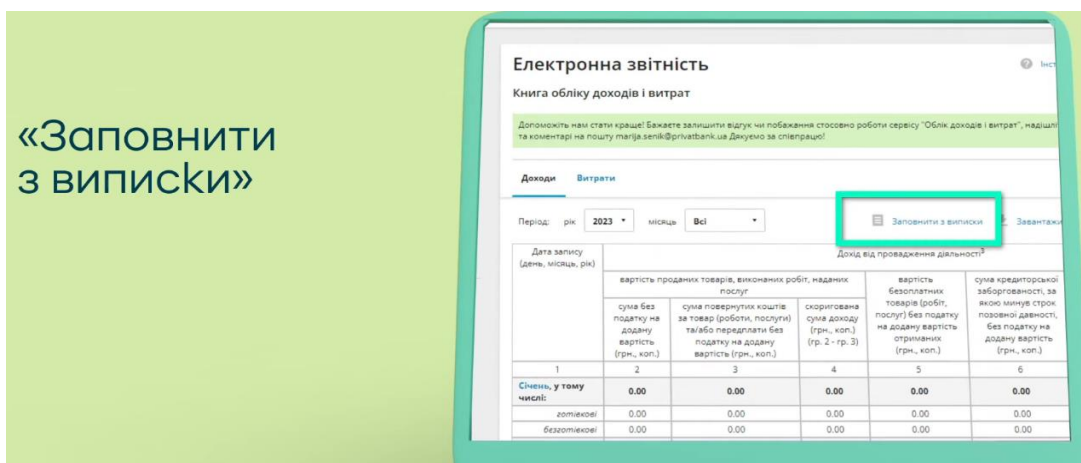 «Заповнити
з виписки»
Електронна звітність
Книга обліку доходів і витрат
Допоможіть нам стати краще! Бажаєте залишити відгук чи побажання стосовно роботи сервісу "Облік доходів і витрат", надішліть
та коментарі на пошту marija.senik@privatbank.ua Дякуємо за співпрацю!
Доходи Витрати
Період: рік 2023 місяць Всі Заповнити з виписки
Дата запису
(день, місяць, рік)
Дохід від провадження діяльності3
вартість проданих товарів, виконаних робіт, наданих
послуг
вартість
безоплатних
товарів (робіт,
послуг) без податку
на додану вартість
отриманих
(грн., коп.)
сума кредиторської
заборгованості, за
якою минув строк
позовної давності,
без податку на
додану вартість
(грн., коп.)
сума без
податку на
додану
вартість
(грн., коп.)
сума повернутих коштів
за товар (роботи, послуги)
та/або передплати без
податку на додану
вартість (грн., коп.)
скоригована
сума доходу
(грн., коп.)
(гр. 2 - гр. 3)
1 2 3 4 5 6
Січень, у тому
числі: 0.00 0.00 0.00 0.00 0.00
готівкові 0.00 0.00 0.00 0.00 0.00
безготівкові 0.00 0.00 0.00 0.00 0.00